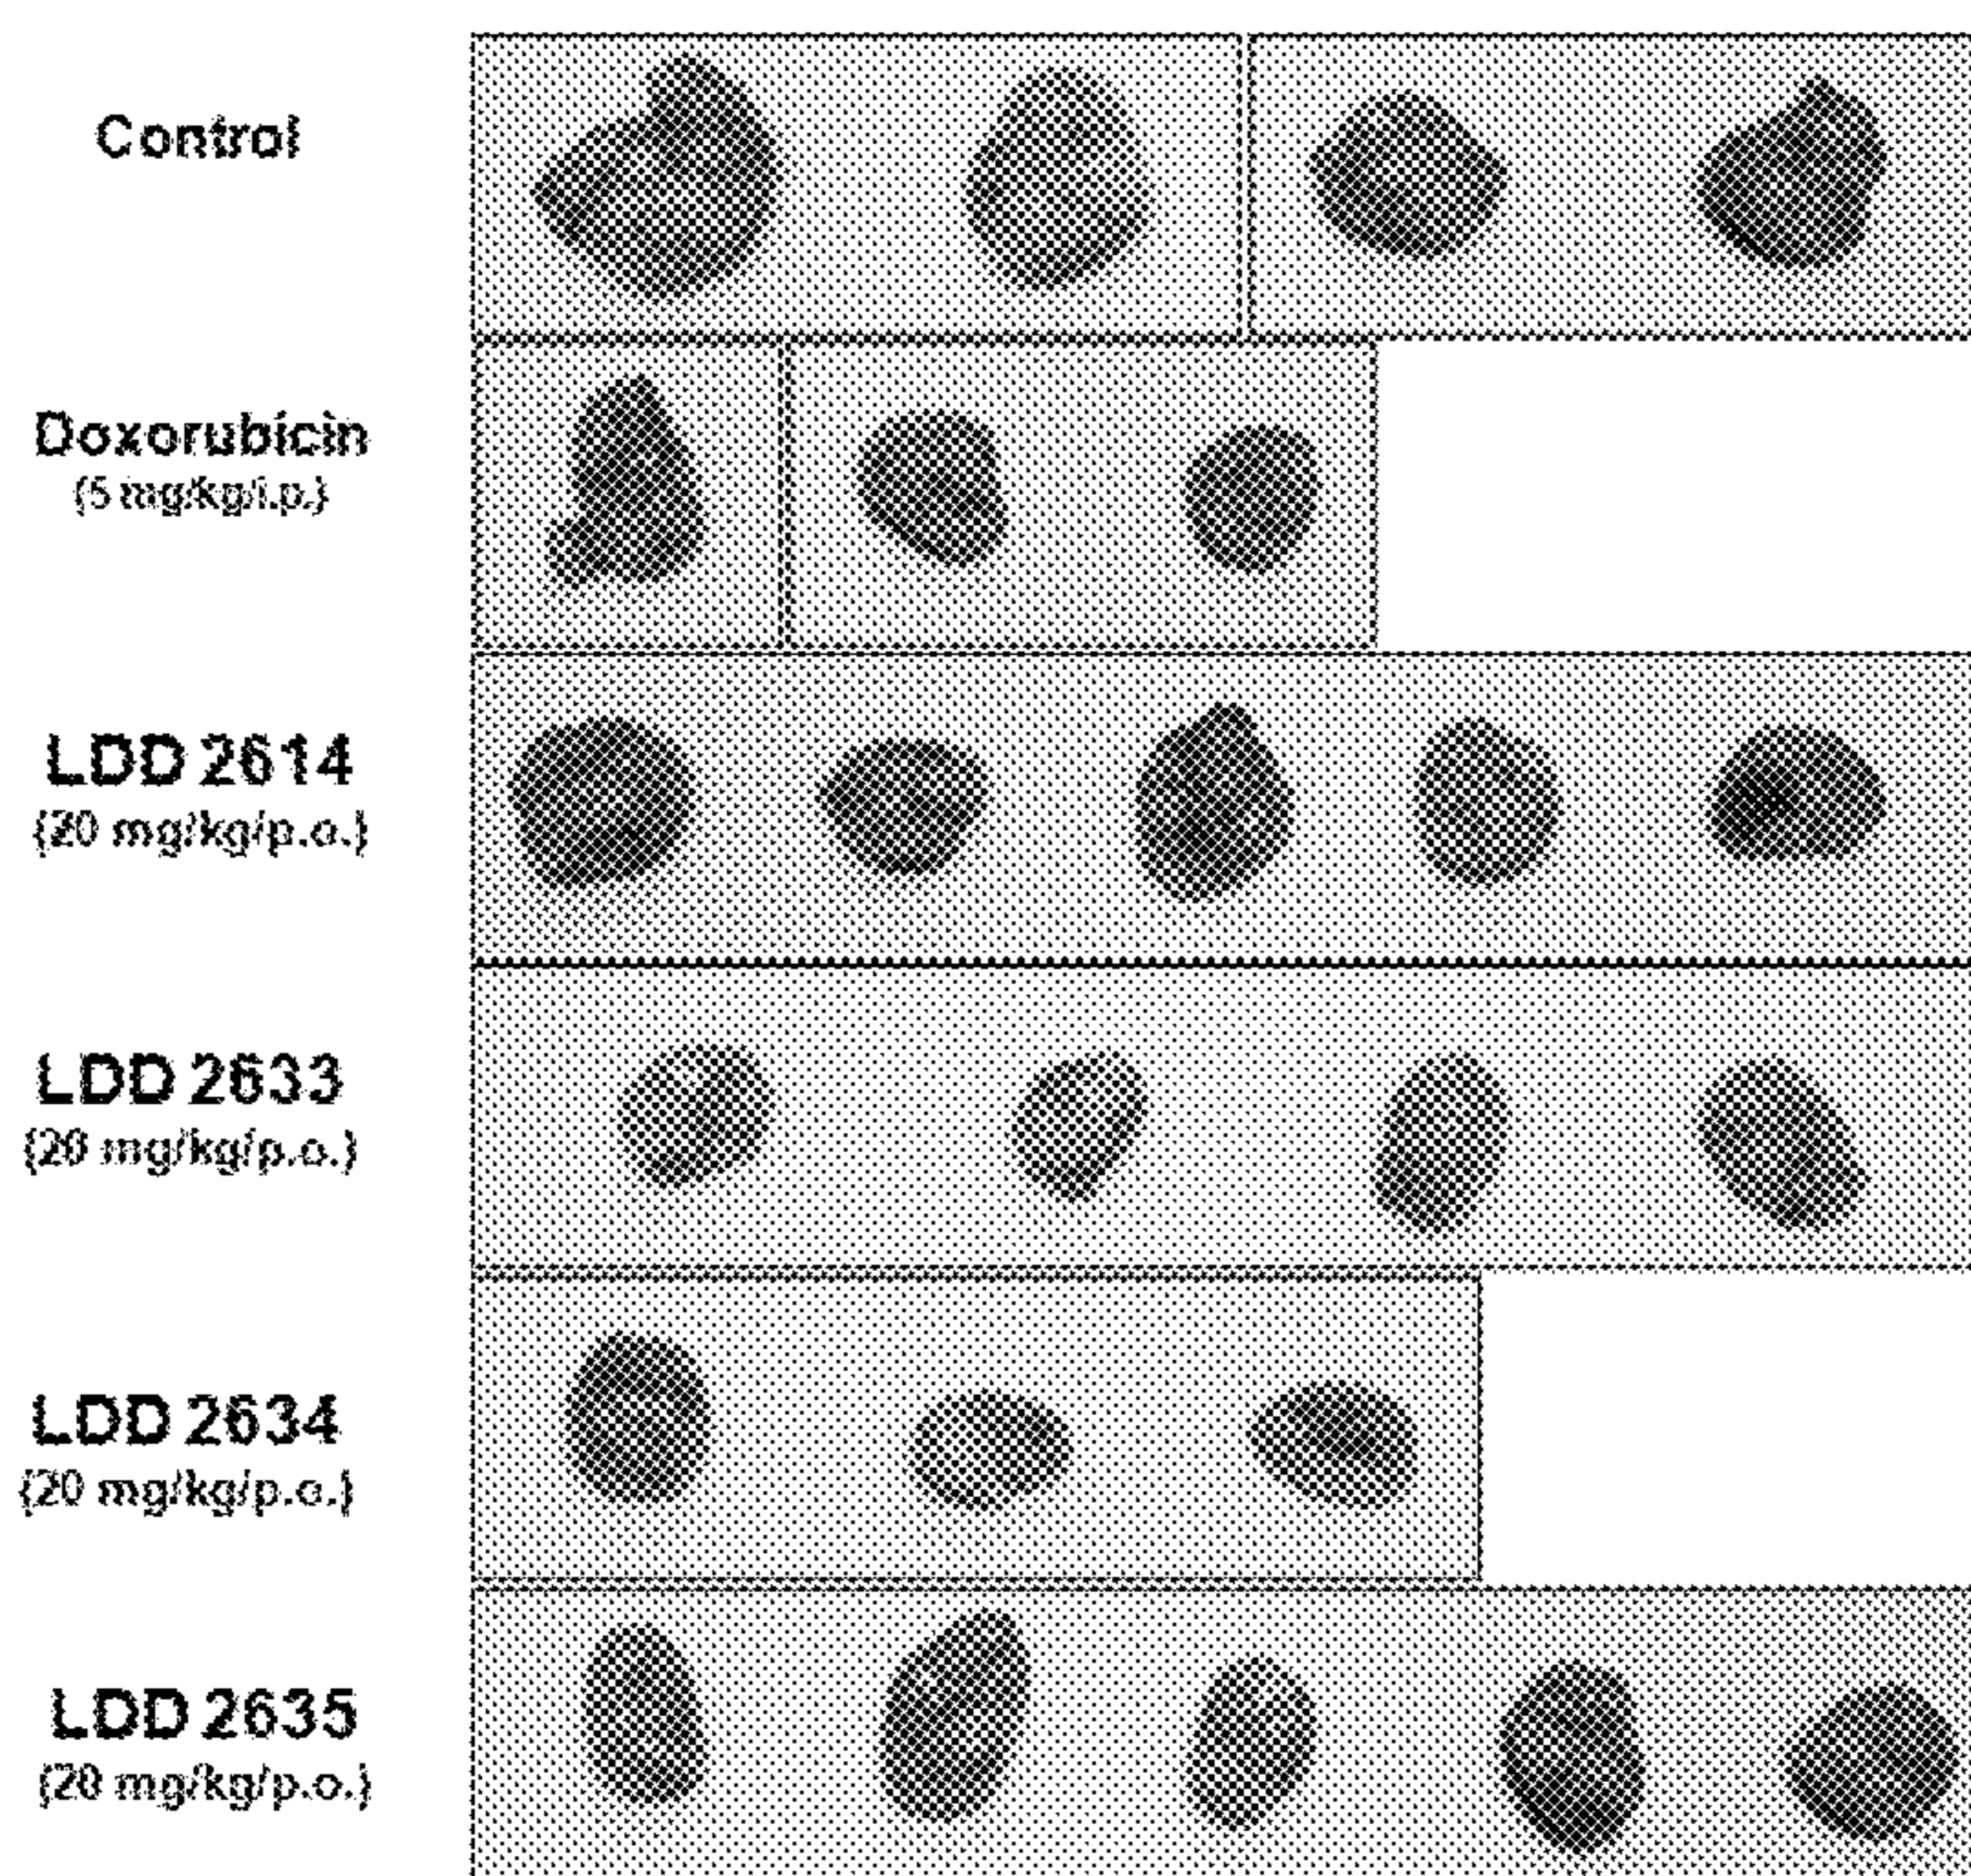 Control
Doxorubicin
(5 mg/kg/i.p.)
LDD 2614
(20 mg/kg/p.o.)
LDD 2633
(20 mg/kg/p.o.)
LDD 2634
(20 mg/kg/p.o.)
LDD 2635
(20 mg/kg/p.o.)